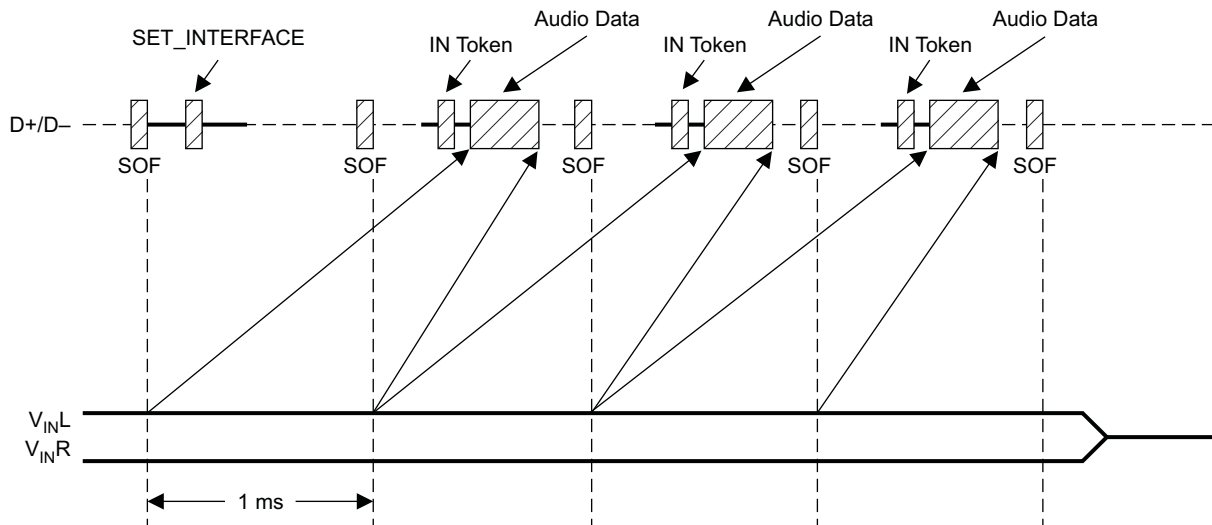 Audio Data
Audio Data
Audio Data
SET_INTERFACE
IN Token
IN Token
IN Token
D+/D–
SOF
SOF
SOF
SOF
SOF
VINL
VINR
1 ms